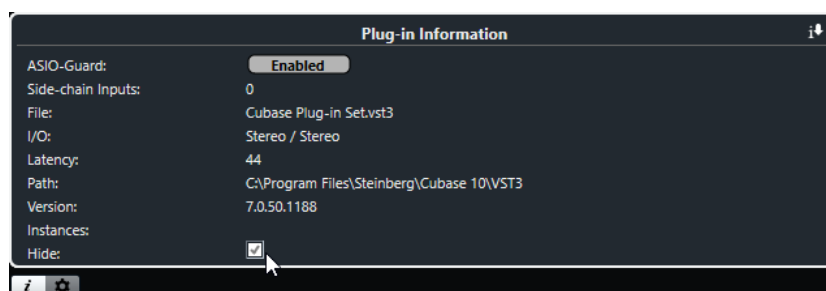 Plug-in Information
ASIO-Guard: Enabled
Side-chain Inputs: 0
File: Cubase Plug-in Set.vst3
I/O: Stereo / Stereo
Latency: 44
Path: C:\Program Files\Steinberg\Cubase 10\VST3
Version: 7.0.50.1188
Instances:
Hide: